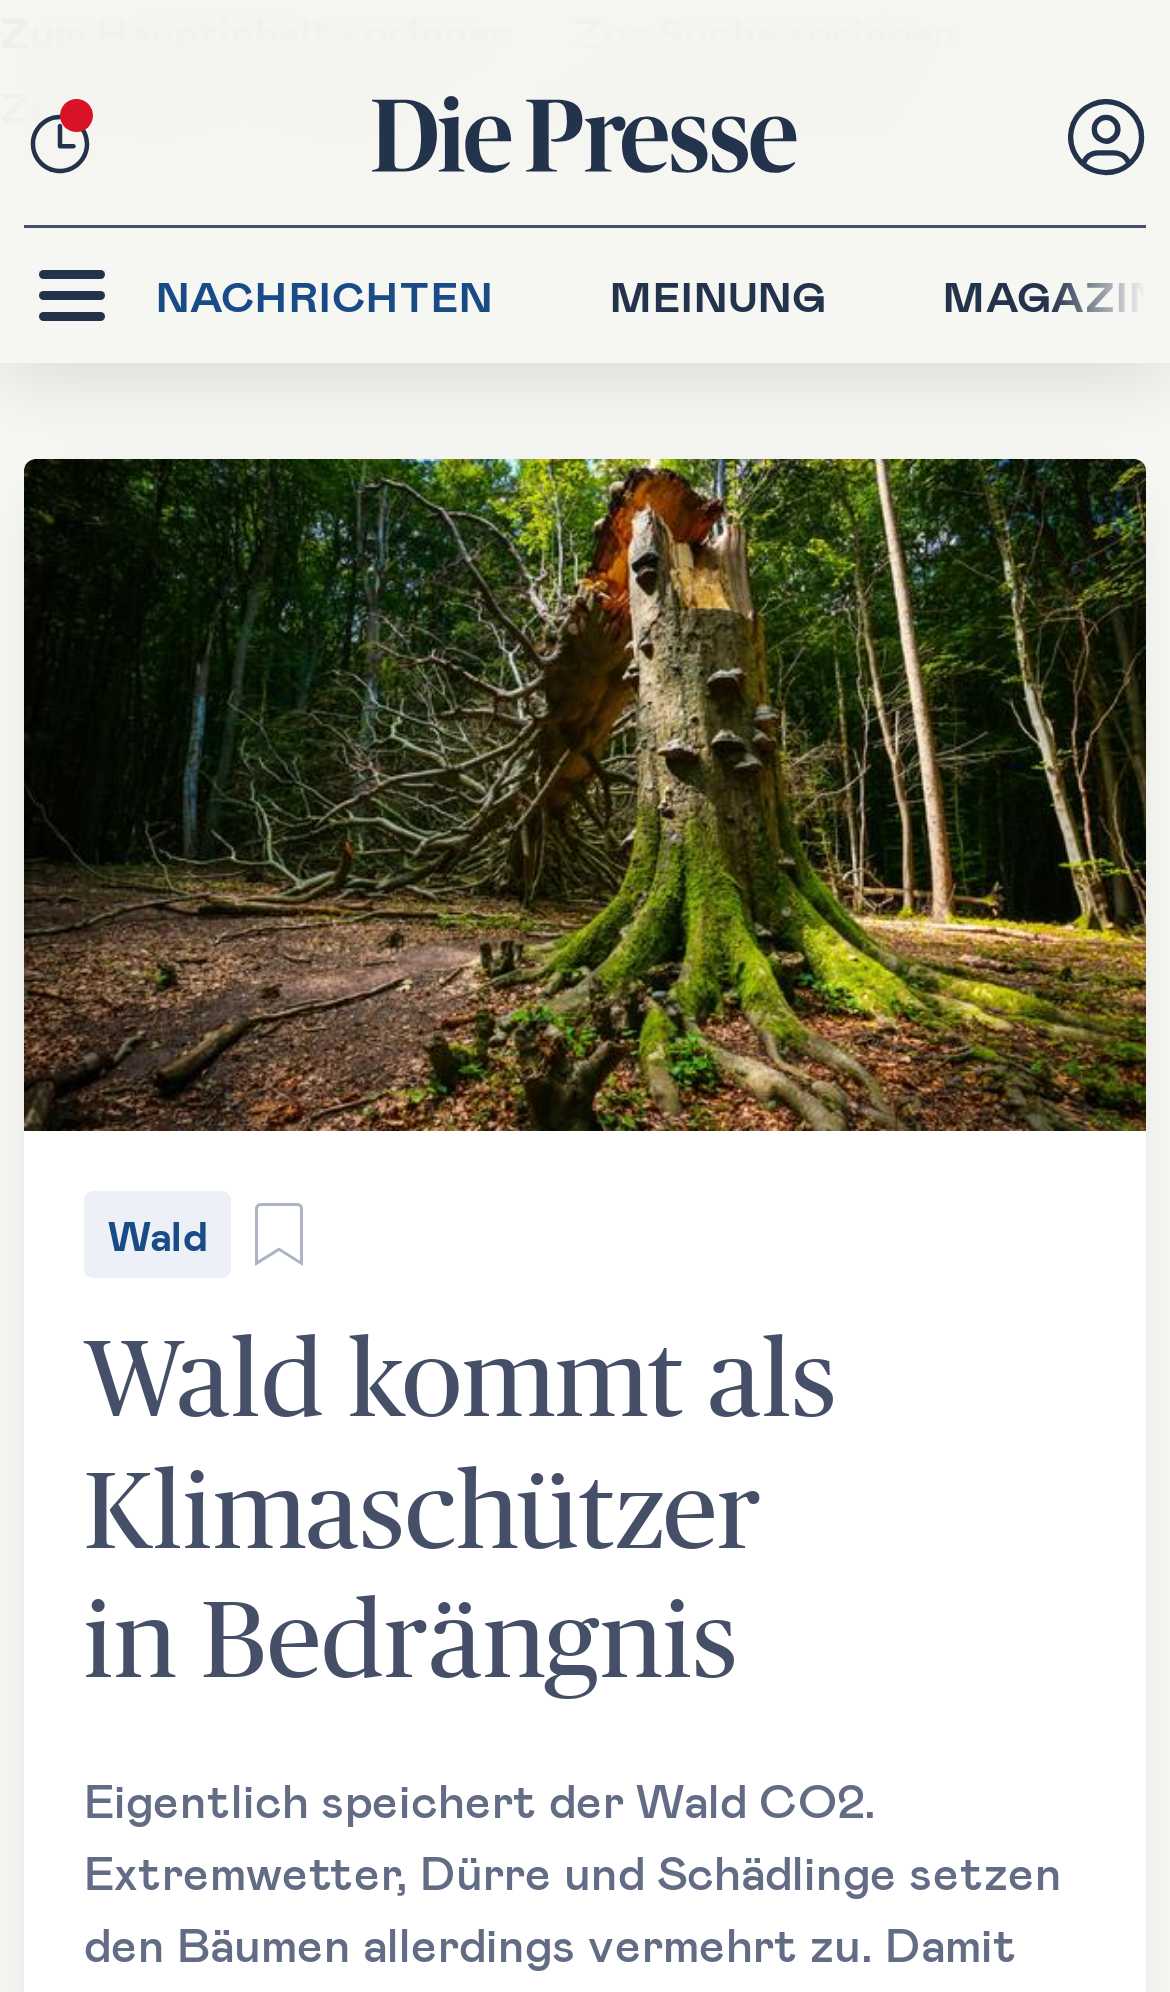 Die Presse
NACHRICHTEN MEINUNG
Wald
Wald kommt als
Klimaschützer
in Bedrängnis
Eigentlich speichert der Wald CO2.
Extremwetter, Dürre und Schädlinge setzen
den Bäumen allerdings vermehrt zu. Damit